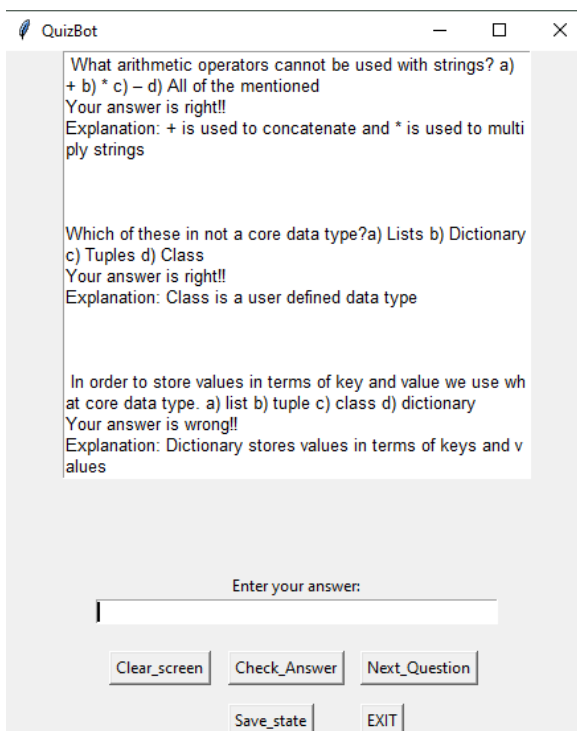 QuizBot
What arithmetic operators cannot be used with strings? a)
+ b) * c) – d) All of the mentioned
Your answer is right!!
Explanation: + is used to concatenate and * is used to multi
ply strings
Which of these in not a core data type?a) Lists b) Dictionary
c) Tuples d) Class
Your answer is right!!
Explanation: Class is a user defined data type
In order to store values in terms of key and value we use wh
at core data type. a) list b) tuple c) class d) dictionary
Your answer is wrong!!
Explanation: Dictionary stores values in terms of keys and v
alues
Enter your answer:
Clear_screen Check_Answer Next_Question
Save_state EXIT